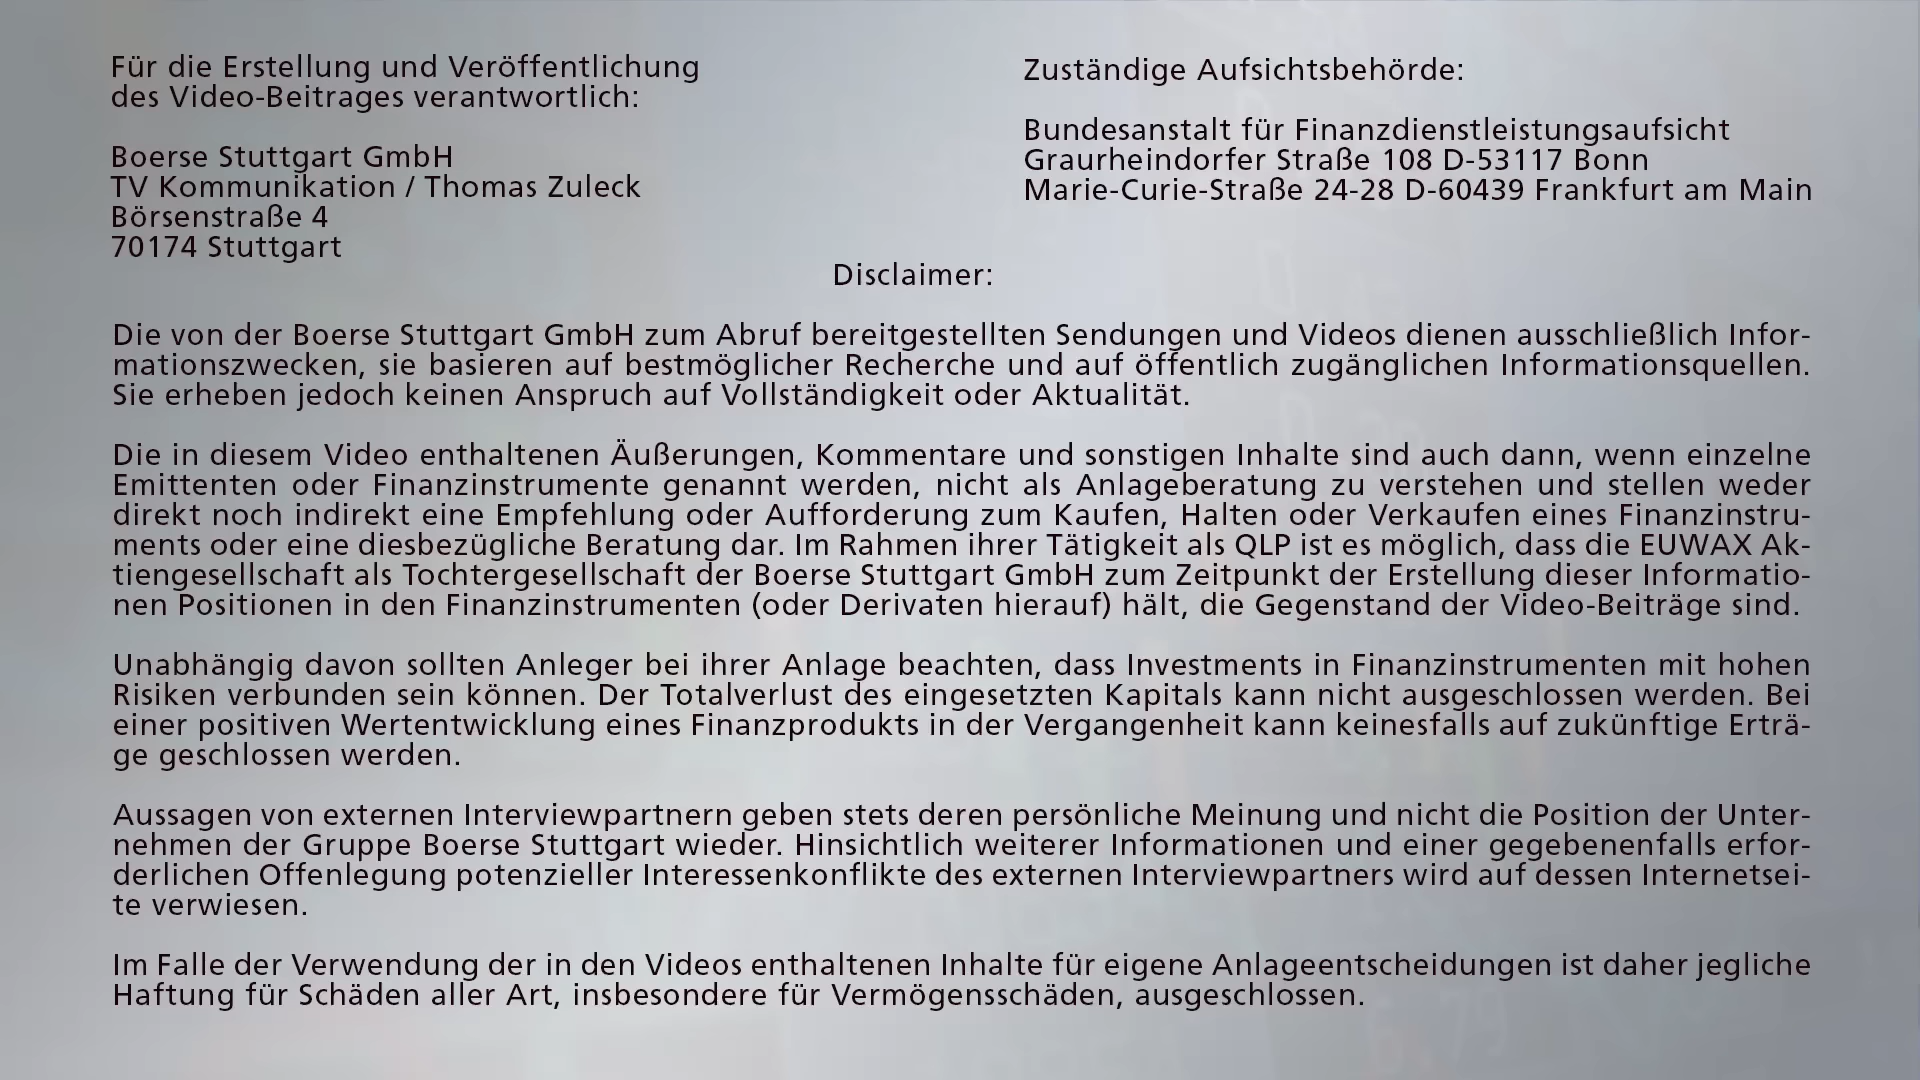 Für die Erstellung und Veröffentlichung
des Video-Beitrages verantwortlich:
Boerse Stuttgart GmbH
TV Kommunikation / Thomas Zuleck
Börsenstraße 4
70174 Stuttgart
Zuständige Aufsichtsbehörde:
Bundesanstalt für Finanzdienstleistungsaufsicht
Graurheindorfer Straße 108 D-53117 Bonn
Marie-Curie-Straße 24-28 D-60439 Frankfurt am Main
Disclaimer:
Die von der Boerse Stuttgart GmbH zum Abruf bereitgestellten Sendungen und Videos dienen ausschließlich Infor-
mationszwecken, sie basieren auf bestmöglicher Recherche und auf öffentlich zugänglichen Informationsquellen.
Sie erheben jedoch keinen Anspruch auf Vollständigkeit oder Aktualität.
Die in diesem Video enthaltenen Äußerungen, Kommentare und sonstigen Inhalte sind auch dann, wenn einzelne
Emittenten oder Finanzinstrumente genannt werden, nicht als Anlageberatung zu verstehen und stellen weder
direkt noch indirekt eine Empfehlung oder Aufforderung zum Kaufen, Halten oder Verkaufen eines Finanzinstru-
ments oder eine diesbezügliche Beratung dar. Im Rahmen ihrer Tätigkeit als QLP ist es möglich, dass die EUWAX Ak-
tiengesellschaft als Tochtergesellschaft der Boerse Stuttgart GmbH zum Zeitpunkt der Erstellung dieser Informatio-
nen Positionen in den Finanzinstrumenten (oder Derivaten hierauf) hält, die Gegenstand der Video-Beiträge sind.
Unabhängig davon sollten Anleger bei ihrer Anlage beachten, dass Investments in Finanzinstrumenten mit hohen
Risiken verbunden sein können. Der Totalverlust des eingesetzten Kapitals kann nicht ausgeschlossen werden. Bei
einer positiven Wertentwicklung eines Finanzprodukts in der Vergangenheit kann keinesfalls auf zukünftige Erträ-
ge geschlossen werden.
Aussagen von externen Interviewpartnern geben stets deren persönliche Meinung und nicht die Position der Unter-
nehmen der Gruppe Boerse Stuttgart wieder. Hinsichtlich weiterer Informationen und einer gegebenenfalls erfor-
derlichen Offenlegung potenzieller Interessenkonflikte des externen Interviewpartners wird auf dessen Internetsei-
te verwiesen.
Im Falle der Verwendung der in den Videos enthaltenen Inhalte für eigene Anlageentscheidungen ist daher jegliche
Haftung für Schäden aller Art, insbesondere für Vermögensschäden, ausgeschlossen.